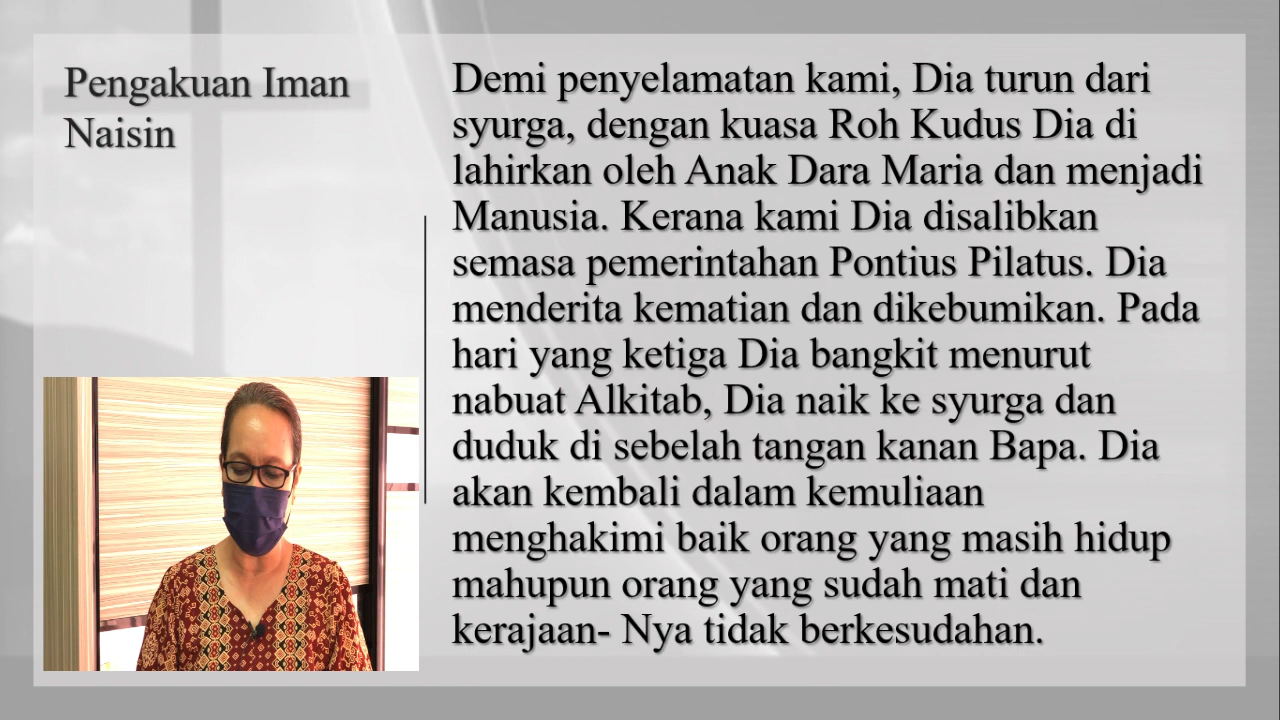 Pengakuan Iman
Naisin
Demi penyelamatan kami, Dia turun dari
syurga, dengan kuasa Roh Kudus Dia di
lahirkan oleh Anak Dara Maria dan menjadi
Manusia. Kerana kami Dia disalibkan
semasa pemerintahan Pontius Pilatus. Dia
menderita kematian dan dikebumikan. Pada
hari yang ketiga Dia bangkit menurut
nabuat Alkitab, Dia naik ke syurga dan
duduk di sebelah tangan kanan Bapa. Dia
akan kembali dalam kemuliaan
menghakimi baik orang yang masih hidup
mahupun orang yang sudah mati dan
kerajaan- Nya tidak berkesudahan.